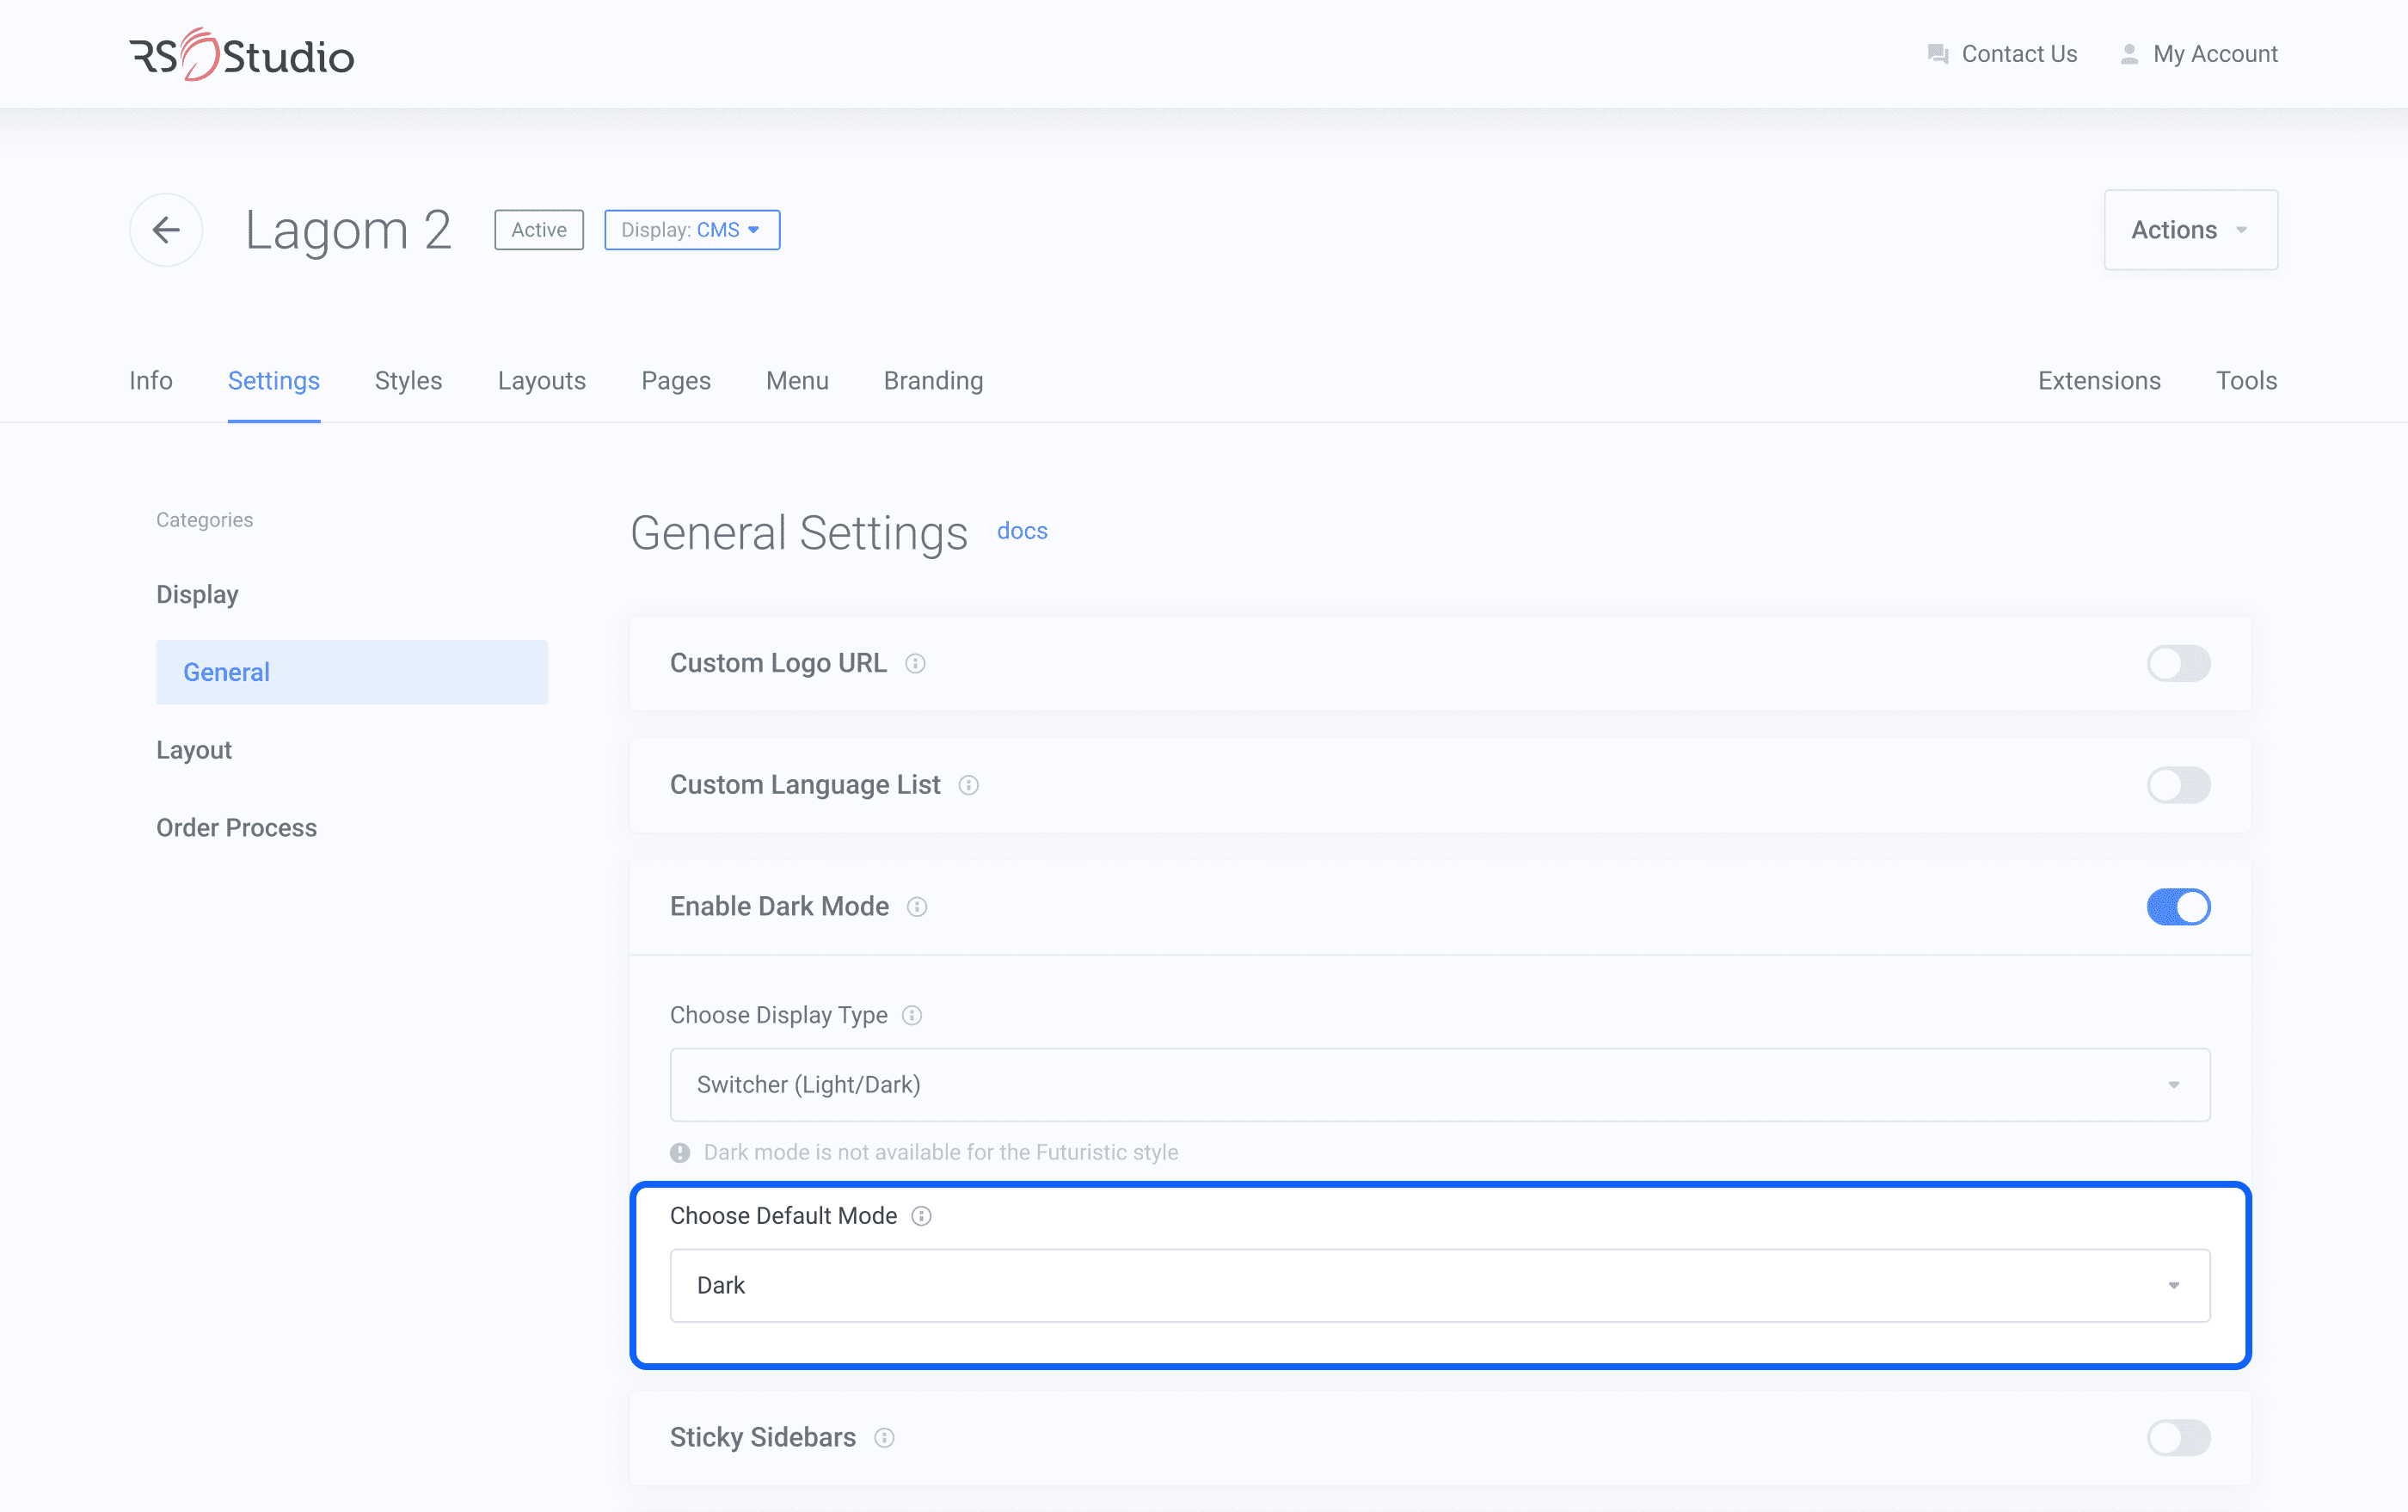 RS Studio
Contact Us
My Account
Lagom 2
Active
Display: CMS
Actions
Info
Settings
Styles
Layouts
Pages
Menu
Branding
Extensions
Tools
Categories
Display
General
Layout
Order Process
General Settings docs
Custom Logo URL
Custom Language List
Enable Dark Mode
Choose Display Type
Switcher (Light/Dark)
Dark mode is not available for the Futuristic style
Choose Default Mode
Dark
Sticky Sidebars